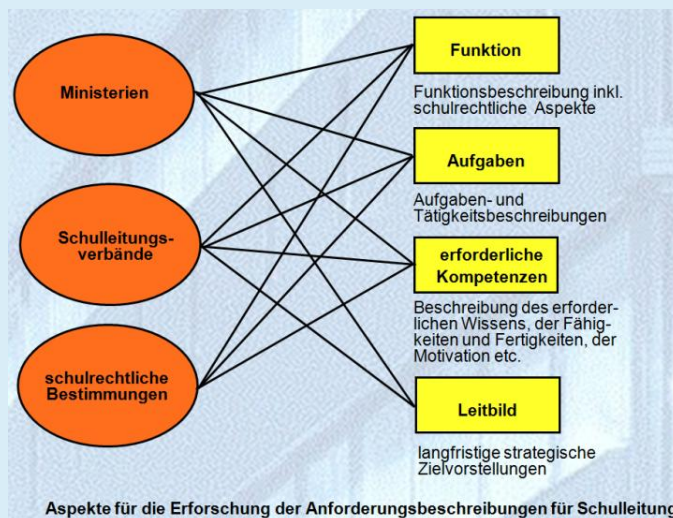 Ministerien
Schulleitungs-
verbände
schulrechtliche
Bestimmungen
Funktion
Funktionsbeschreibung inkl.
schulrechtliche Aspekte
Aufgaben
Aufgaben- und
Tätigkeitsbeschreibungen
erforderliche
Kompetenzen
Beschreibung des erforder-
lichen Wissens, der Fähig-
keiten und Fertigkeiten, der
Motivation etc.
Leitbild
langfristige strategische
Zielvorstellungen
Aspekte für die Erforschung der Anforderungsbeschreibungen für Schulleitung